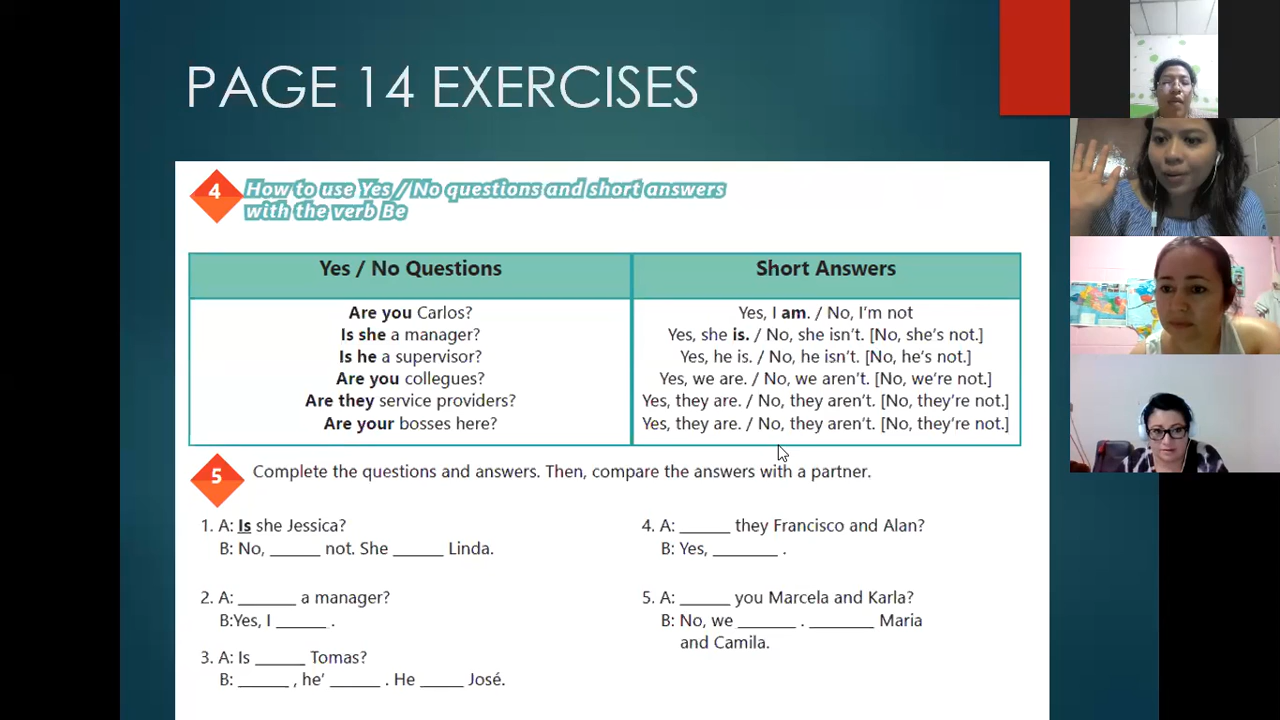 PAGE 14 EXERCISES
4 How to use Yes / No questions and short answers
with the verb Be
Yes / No Questions
Short Answers
Are you Carlos?
Yes, I am. / No, I'm not
Is she a manager?
Yes, she is. / No, she isn't. [No, she's not.]
Is he a supervisor?
Yes, he is. / No, he isn't. [No, he's not.]
Are you collegues?
Yes, we are. / No, we aren't. [No, we're not.]
Are they service providers?
Yes, they are. / No, they aren't. [No, they're not.]
Are your bosses here?
Yes, they are. / No, they aren't. [No, they're not.]
5 Complete the questions and answers. Then, compare the answers with a partner.
1. A: Is she Jessica?
B: No, ______ not. She ______ Linda.
2. A: _______ a manager?
B:Yes, I ______ .
3. A: Is ______ Tomas?
B: ______ , he' ______ . He _____ José.
4. A: ______ they Francisco and Alan?
B: Yes, ________ .
5. A: ______ you Marcela and Karla?
B: No, we _______ . ________ Maria
and Camila.